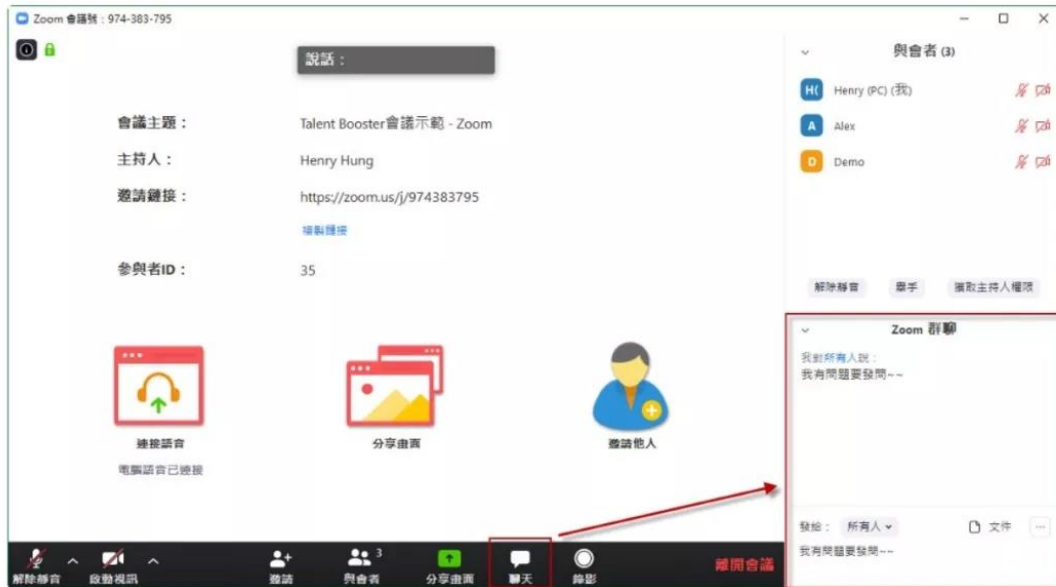 Zoom 會議號：974-383-795
說話：
會議主題：
Talent Booster會議示範 - Zoom
主持人：
Henry Hung
邀請鏈接：
https://zoom.us/j/974383795
複製鏈接
參與者ID：
35
連接語音
電腦語音已連接
分享畫面
邀請他人
與會者 (3)
H(
Henry (PC) (我)
A
Alex
D
Demo
解除靜音
舉手
獲取主持人權限
Zoom 群聊
我對所有人說：
我有問題要發問~~
發給：
所有人
文件
我有問題要發問~~
解除靜音
啟動視訊
邀請
與會者
3
分享畫面
聊天
錄影
離開會議